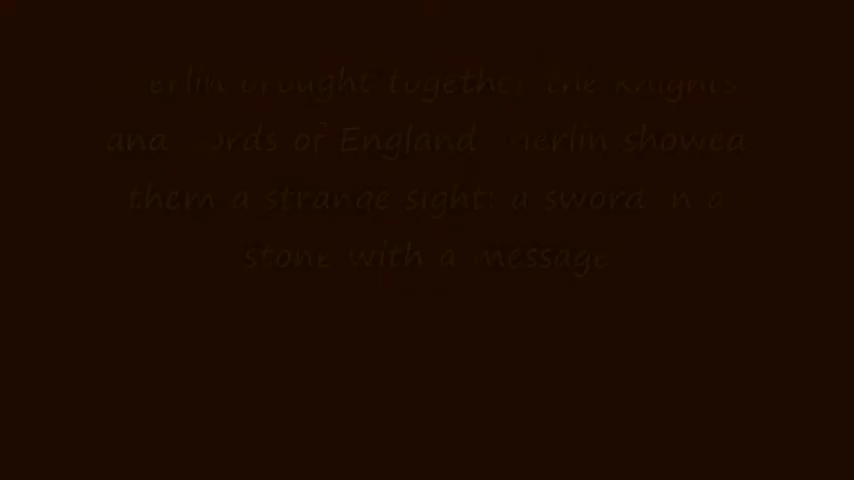 Merlin brought together the Knights
and Lords of England. Merlin showed
them a strange sight: a sword in a
stone with a message